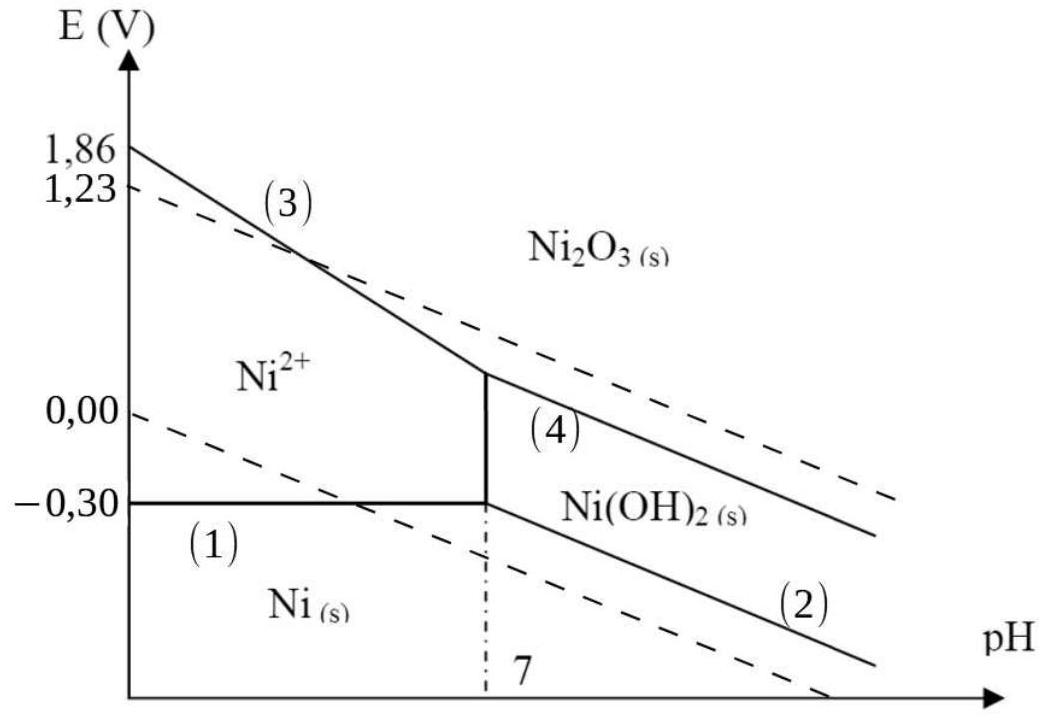 E (V)
1,86
1,23
(3)
Ni₂O₃ (s)
Ni²⁺
0,00
(4)
−0,30
Ni(OH)₂ (s)
(1)
Ni (s)
(2)
pH
7